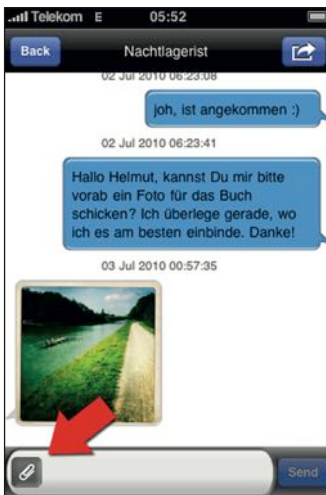 Telekom E 05:52
Back Nachtlagerist
02 Jul 2010 06:23:08
joh, ist angekommen :)
02 Jul 2010 06:23:41
Hallo Helmut, kannst Du mir bitte
vorab ein Foto für das Buch
schicken? Ich überlege gerade, wo
ich es am besten einbinde. Danke!
03 Jul 2010 00:57:35
Send